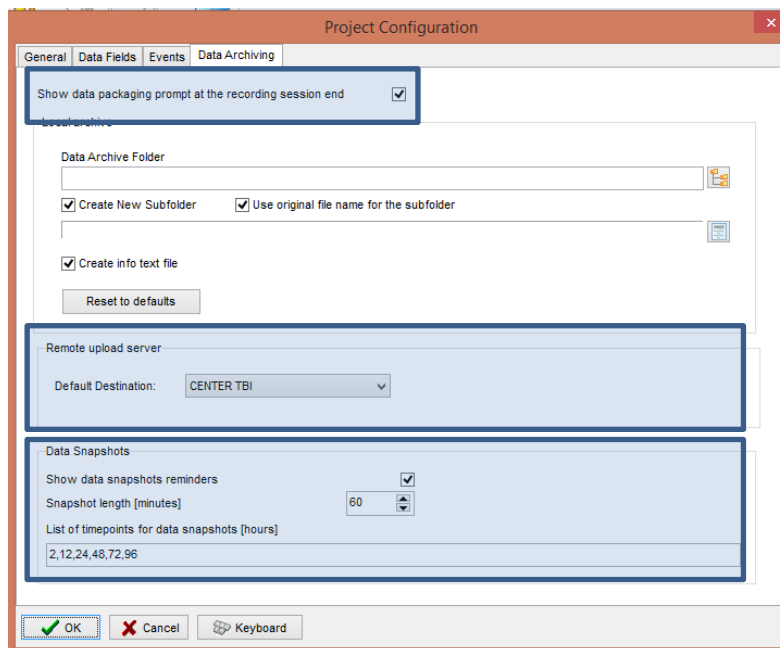 Project Configuration
General Data Fields Events Data Archiving
Show data packaging prompt at the recording session end
Local archive
Data Archive Folder
Create New Subfolder Use original file name for the subfolder
Create info text file
Reset to defaults
Remote upload server
Default Destination: CENTER TBI
Data Snapshots
Show data snapshots reminders
Snapshot length [minutes] 60
List of timepoints for data snapshots [hours]
2,12,24,48,72,96
OK Cancel Keyboard